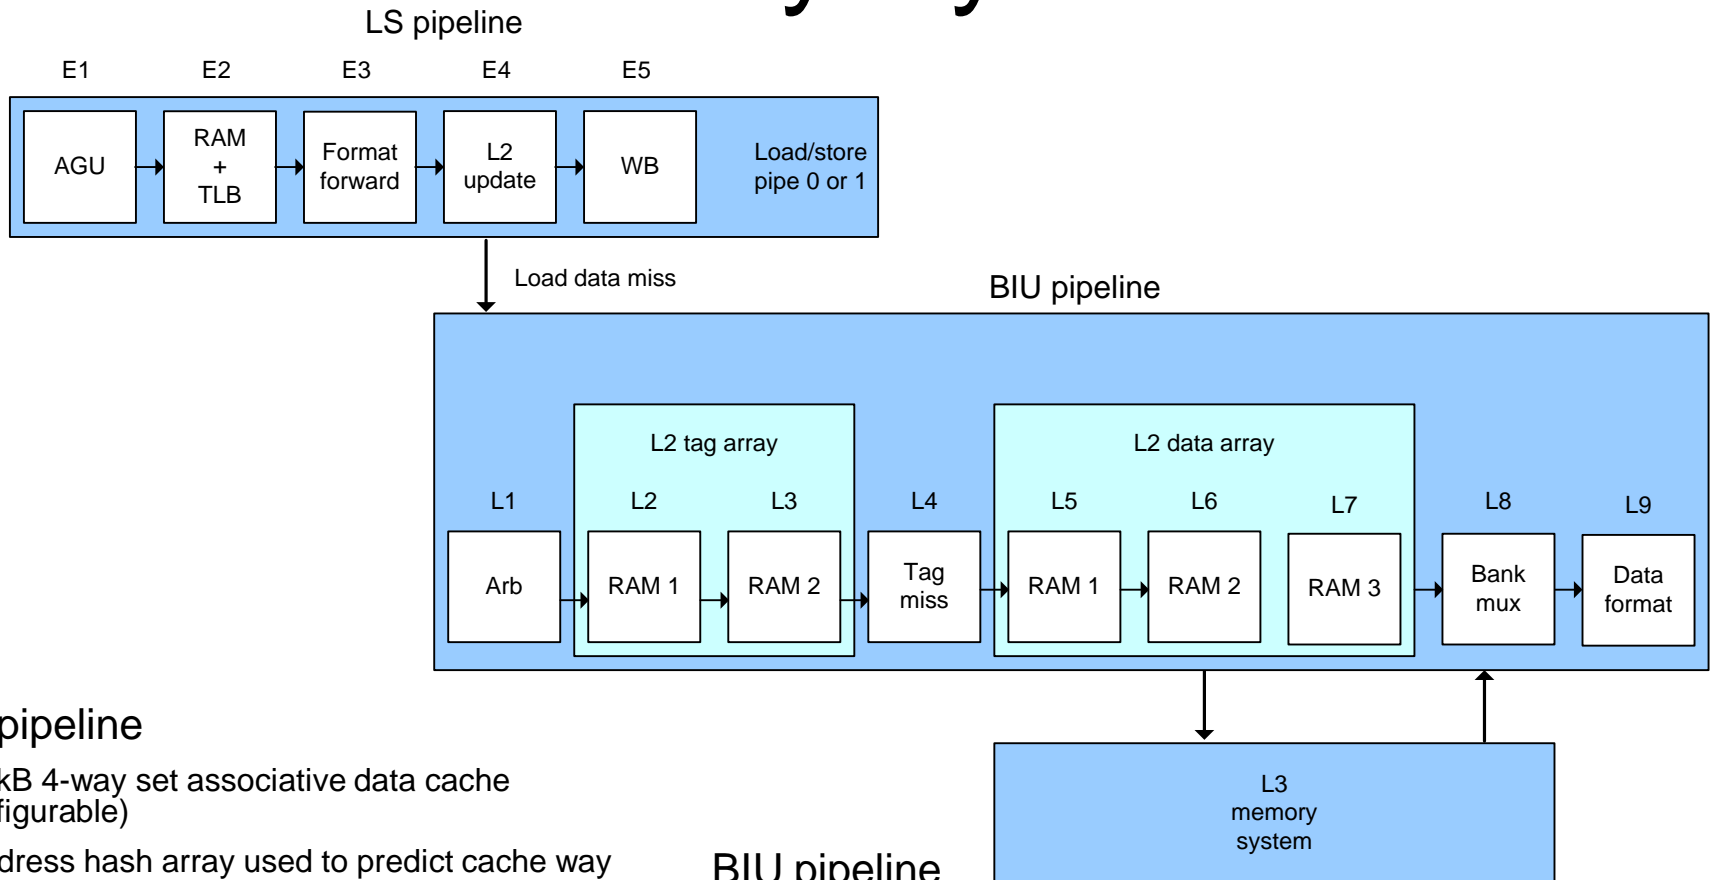 LS pipeline
E1 E2 E3 E4 E5
AGU
RAM
+
TLB
Format
forward
L2
update
WB
Load/store
pipe 0 or 1
Load data miss
BIU pipeline
L2 tag array
L2 data array
L1 L2 L3 L4 L5 L6 L7 L8 L9
Arb
RAM 1
RAM 2
Tag
miss
RAM 1
RAM 2
RAM 3
Bank
mux
Data
format
pipeline
kB 4-way set associative data cache
figurable)
dress hash array used to predict cache way
BIU pipeline
L3
memory
system